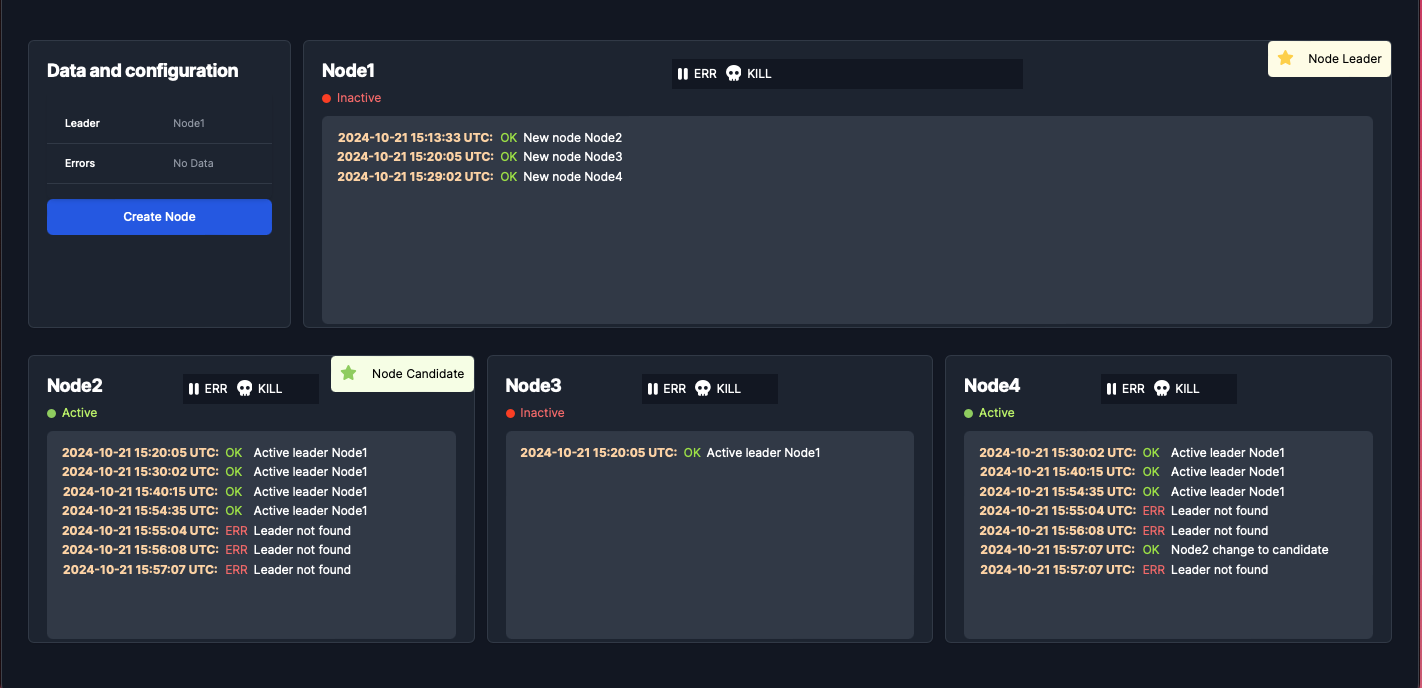 Data and configuration
Leader Node1
Errors No Data
Create Node
Node1
ERR KILL
Node Leader
Inactive
2024-10-21 15:13:33 UTC: OK New node Node2
2024-10-21 15:20:05 UTC: OK New node Node3
2024-10-21 15:29:02 UTC: OK New node Node4
Node2
ERR KILL
Node Candidate
Active
2024-10-21 15:20:05 UTC: OK Active leader Node1
2024-10-21 15:30:02 UTC: OK Active leader Node1
2024-10-21 15:40:15 UTC: OK Active leader Node1
2024-10-21 15:54:35 UTC: OK Active leader Node1
2024-10-21 15:55:04 UTC: ERR Leader not found
2024-10-21 15:56:08 UTC: ERR Leader not found
2024-10-21 15:57:07 UTC: ERR Leader not found
Node3
ERR KILL
Inactive
2024-10-21 15:20:05 UTC: OK Active leader Node1
Node4
ERR KILL
Active
2024-10-21 15:30:02 UTC: OK Active leader Node1
2024-10-21 15:40:15 UTC: OK Active leader Node1
2024-10-21 15:54:35 UTC: OK Active leader Node1
2024-10-21 15:55:04 UTC: ERR Leader not found
2024-10-21 15:56:08 UTC: ERR Leader not found
2024-10-21 15:57:07 UTC: OK Node2 change to candidate
2024-10-21 15:57:07 UTC: ERR Leader not found